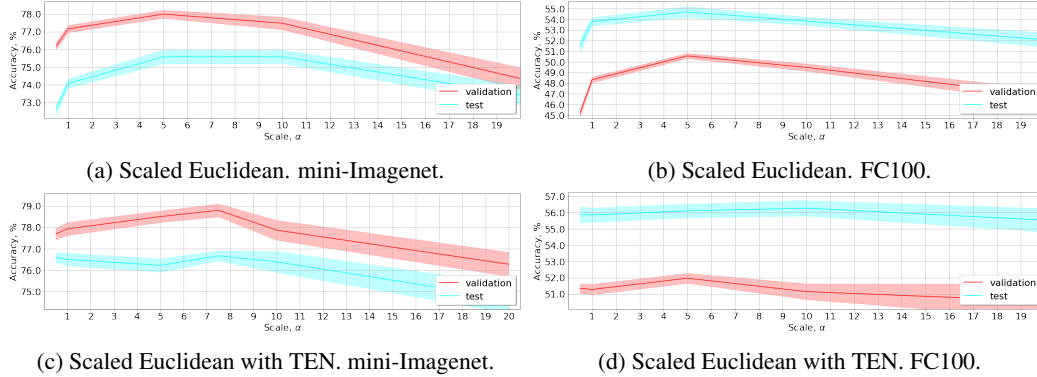 78.0
77.0
76.0
75.0
74.0
73.0
Accuracy, %
validation
test
1 2 3 4 5 6 7 8 9 10 11 12 13 14 15 16 17 18 19
Scale, α
(a) Scaled Euclidean. mini-Imagenet.
55.0
54.0
53.0
52.0
51.0
50.0
49.0
48.0
47.0
46.0
45.0
Accuracy, %
validation
test
1 2 3 4 5 6 7 8 9 10 11 12 13 14 15 16 17 18 19
Scale, α
(b) Scaled Euclidean. FC100.
79.0
78.0
77.0
76.0
75.0
Accuracy, %
validation
test
1 2 3 4 5 6 7 8 9 10 11 12 13 14 15 16 17 18 19 20
Scale, α
(c) Scaled Euclidean with TEN. mini-Imagenet.
57.0
56.0
55.0
54.0
53.0
52.0
51.0
Accuracy, %
validation
test
1 2 3 4 5 6 7 8 9 10 11 12 13 14 15 16 17 18 19
Scale, α
(d) Scaled Euclidean with TEN. FC100.